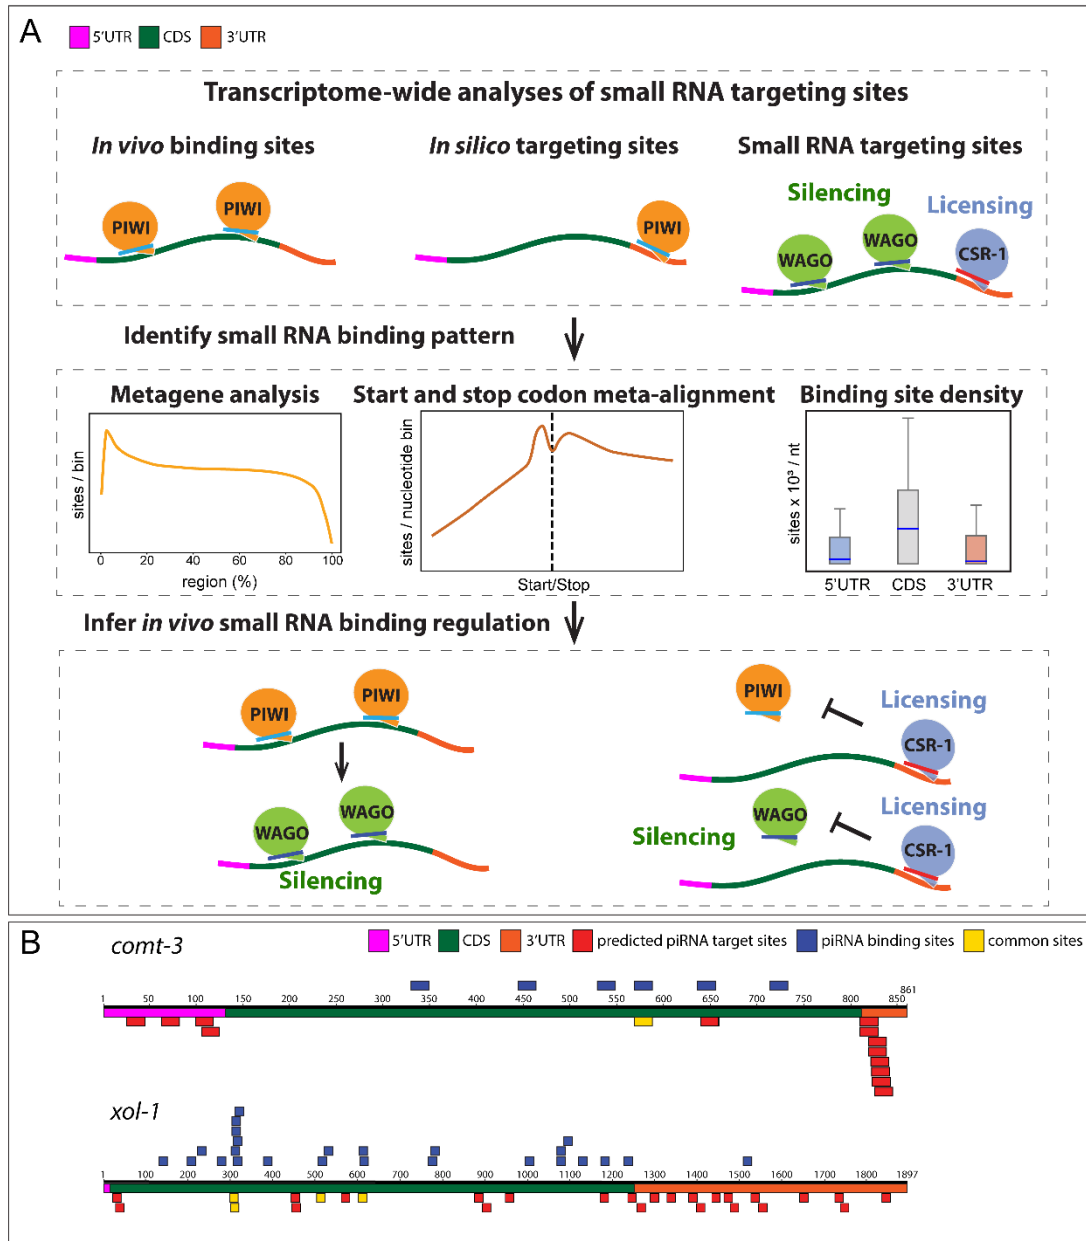 A
5'UTR CDS 3'UTR
Transcriptome-wide analyses of small RNA targeting sites
In vivo binding sites In silico targeting sites Small RNA targeting sites
Silencing
Licensing
PIWI PIWI PIWI WAGO WAGO CSR-1
Identify small RNA binding pattern
Metagene analysis Start and stop codon meta-alignment Binding site density
sites / bin
0 20 40 60 80 100
region (%)
sites / nucleotide bin
Start/Stop
sites x 10³ / nt
5'UTR CDS 3'UTR
Infer in vivo small RNA binding regulation
PIWI PIWI
WAGO WAGO
Silencing
PIWI
Licensing
CSR-1
WAGO
Silencing
Licensing
CSR-1
B
comt-3
5'UTR CDS 3'UTR predicted piRNA target sites piRNA binding sites common sites
1 50 100 150 200 250 300 350 400 450 500 550 600 650 700 750 800 850 861
xol-1
1 100 200 300 400 500 600 700 800 900 1000 1100 1200 1300 1400 1500 1600 1700 1800 1897